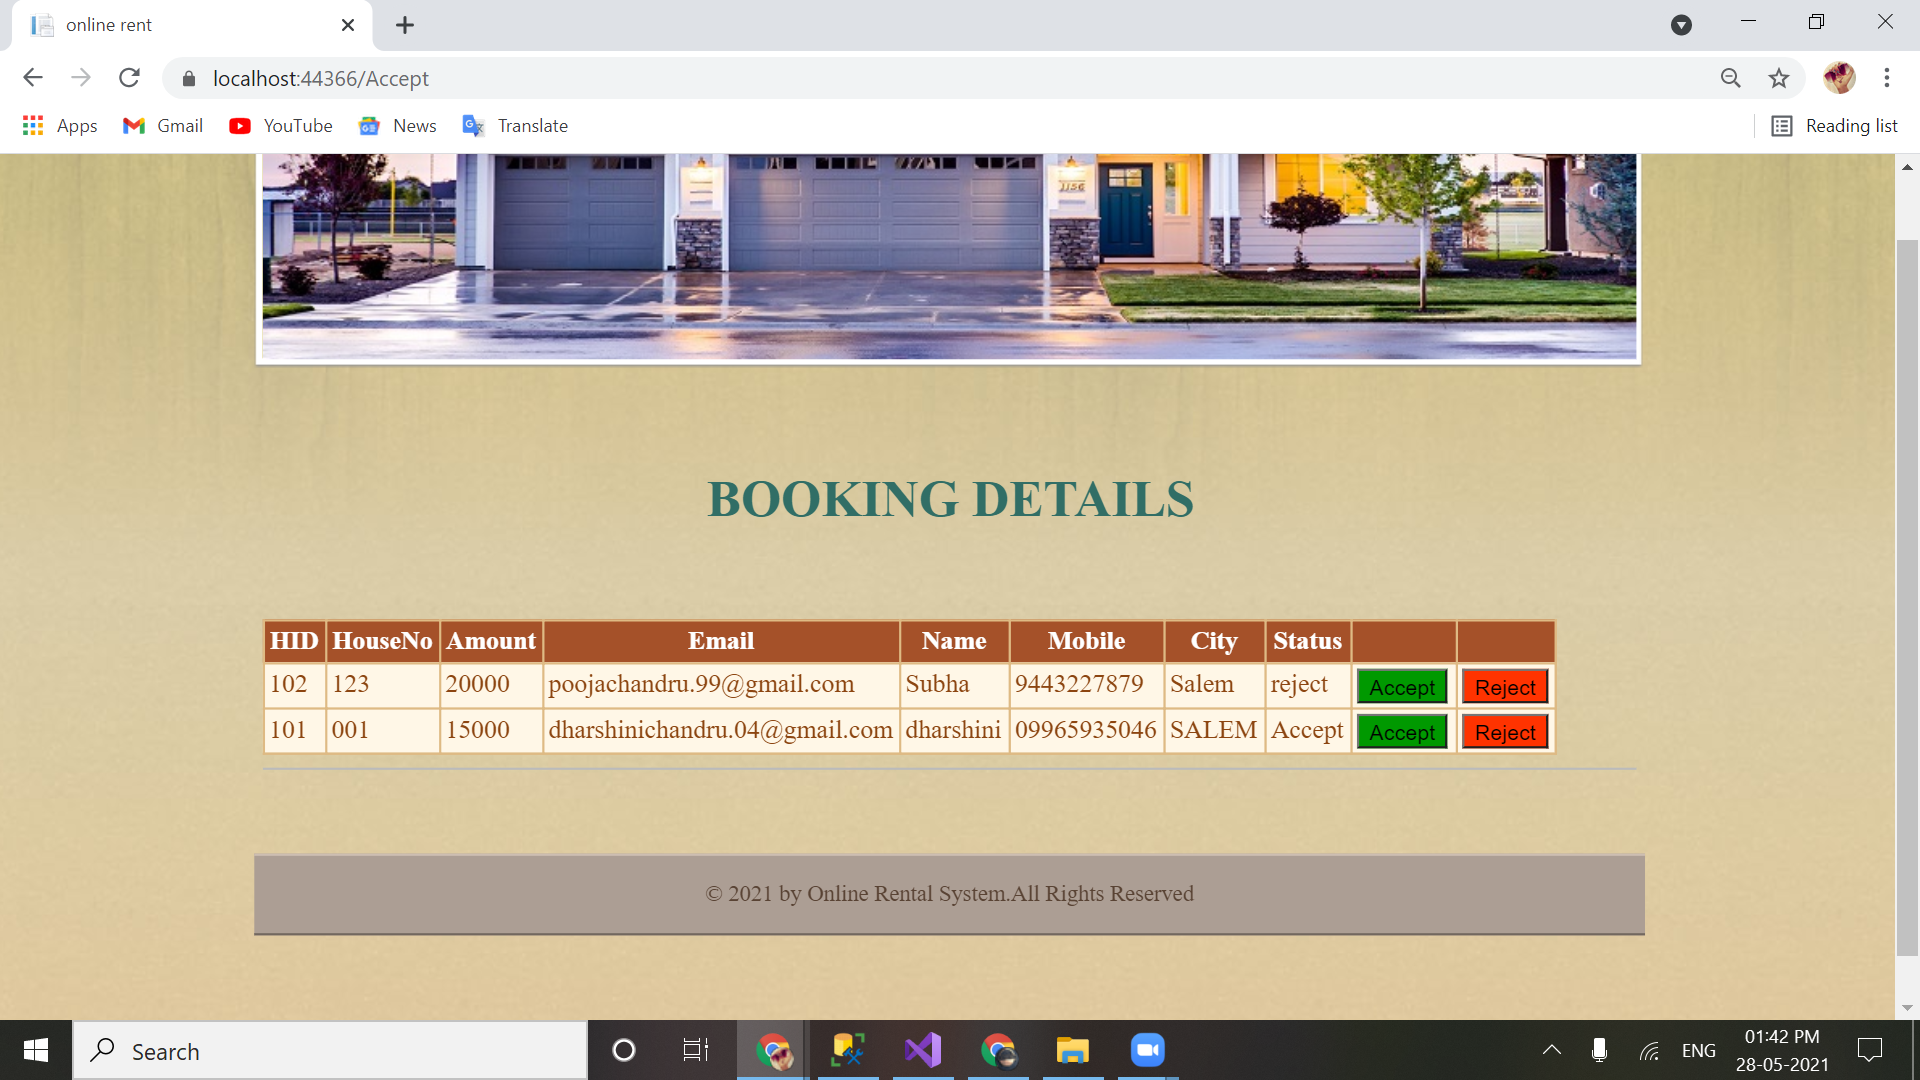 online rent
localhost:44366/Accept
Apps Gmail YouTube News Translate Reading list
1156
BOOKING DETAILS
HID HouseNo Amount Email Name Mobile City Status
102 123 20000 poojachandru.99@gmail.com Subha 9443227879 Salem reject Accept Reject
101 001 15000 dharshinichandru.04@gmail.com dharshini 09965935046 SALEM Accept Accept Reject
© 2021 by Online Rental System.All Rights Reserved
Search
ENG
01:42 PM
28-05-2021